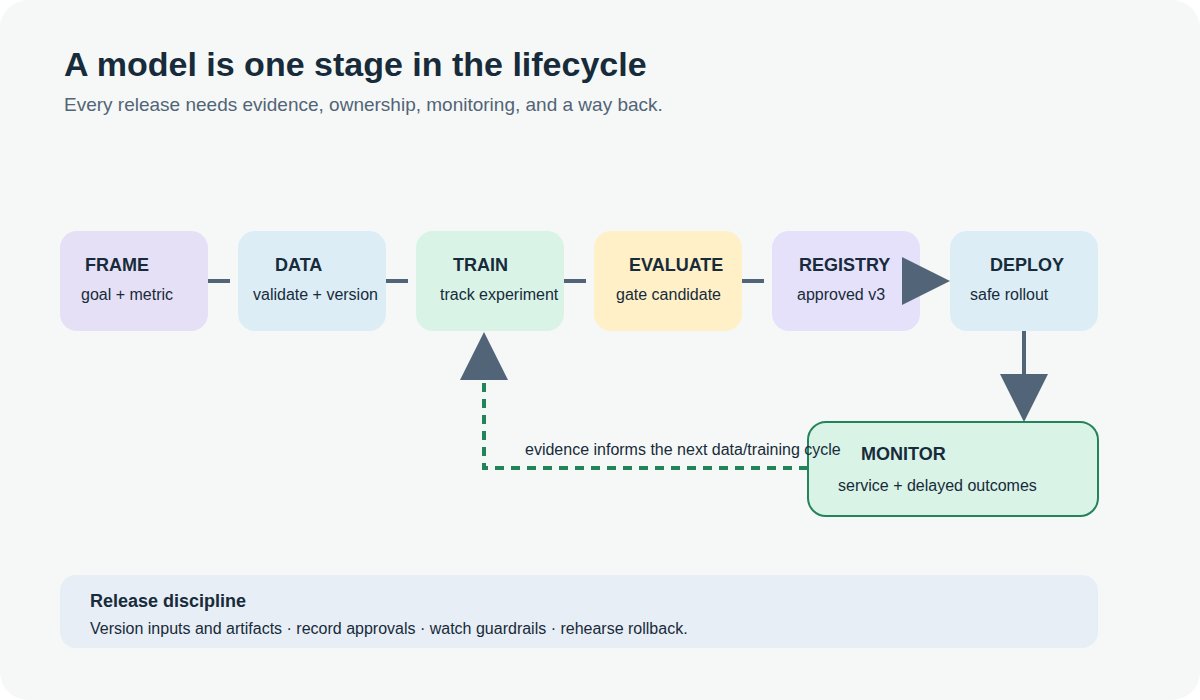 A model is one stage in the lifecycle
Every release needs evidence, ownership, monitoring, and a way back.
FRAME
goal + metric
DATA
validate + version
TRAIN
track experiment
EVALUATE
gate candidate
REGISTRY
approved v3
DEPLOY
safe rollout
evidence informs the next data/training cycle
MONITOR
service + delayed outcomes
Release discipline
Version inputs and artifacts · record approvals · watch guardrails · rehearse rollback.